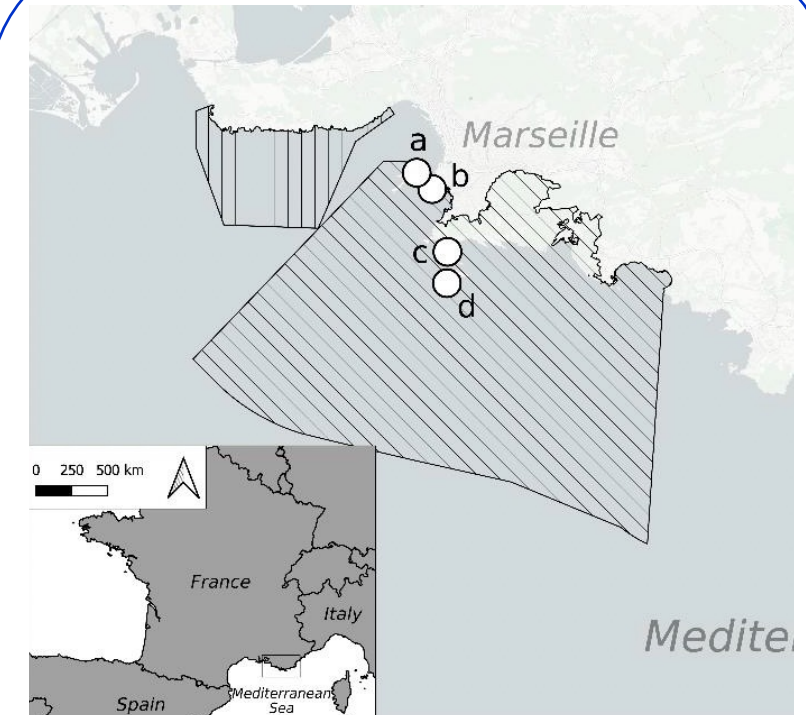 Marseille
a
b
c
d
0 250 500 km
France
Italy
Mediter
Mediterranean
Sea
Spain